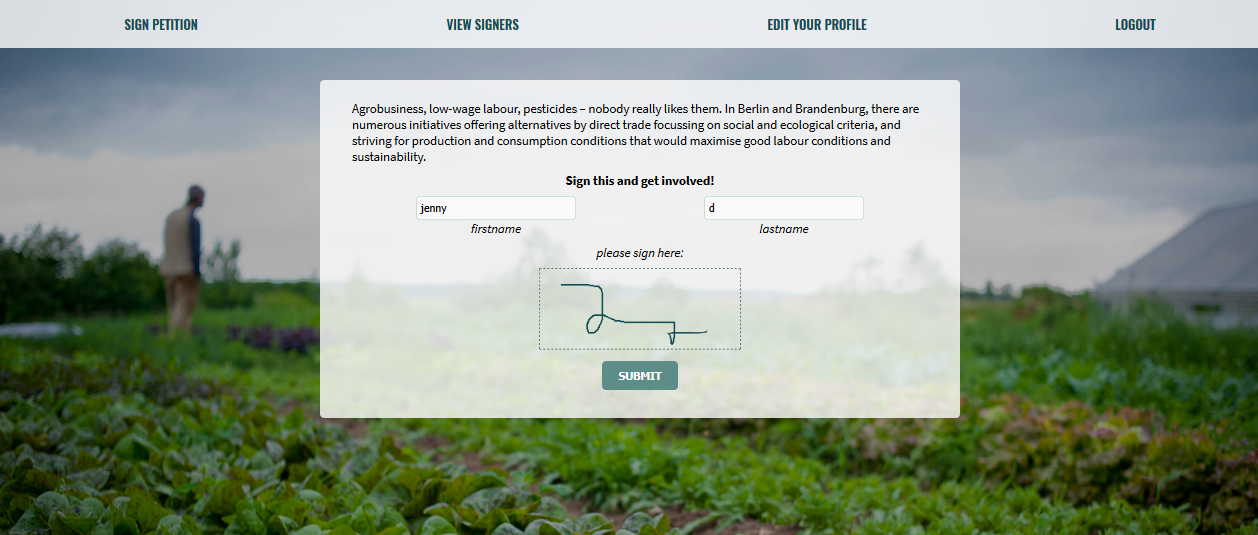 SIGN PETITION VIEW SIGNERS EDIT YOUR PROFILE LOGOUT
Agrobusiness, low-wage labour, pesticides – nobody really likes them. In Berlin and Brandenburg, there are
numerous initiatives offering alternatives by direct trade focussing on social and ecological criteria, and
striving for production and consumption conditions that would maximise good labour conditions and
sustainability.
Sign this and get involved!
jenny d
firstname lastname
please sign here:
SUBMIT